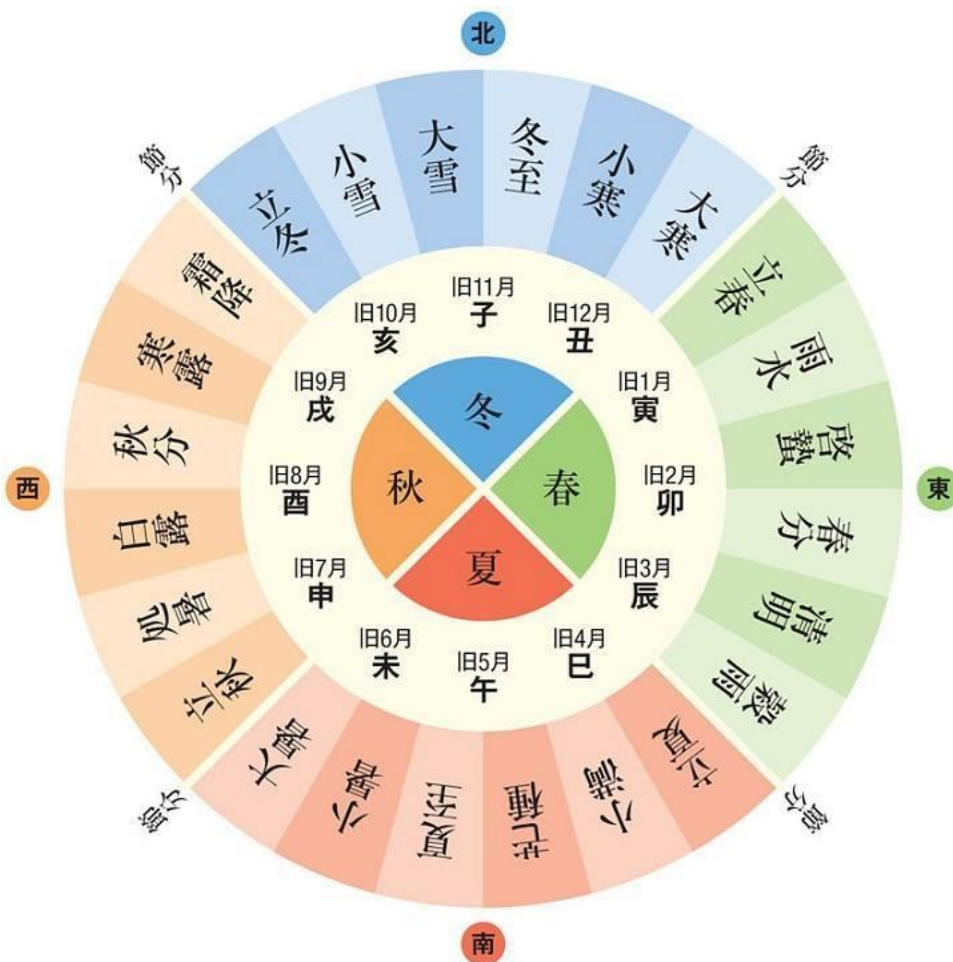 北
節分
立冬
小雪
大雪
冬至
小寒
大寒
節分
立春
雨水
啓蟄
東
春分
清明
穀雨
節分
立夏
小満
芒種
南
夏至
小暑
大暑
節分
立秋
処暑
白露
西
秋分
寒露
霜降
旧11月
子
旧12月
丑
旧1月
寅
旧2月
卯
旧3月
辰
旧4月
巳
旧5月
午
旧6月
未
旧7月
申
旧8月
酉
旧9月
戌
旧10月
亥
冬
春
夏
秋